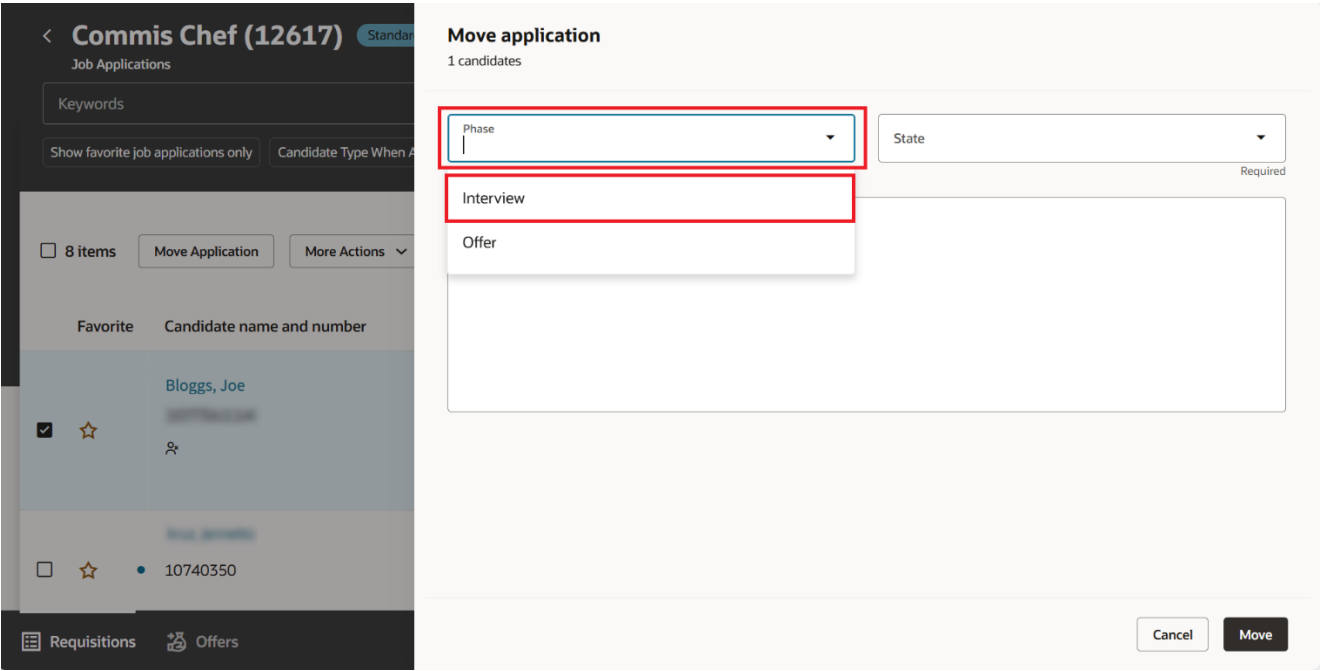 Commis Chef (12617)
Standar
Job Applications
Keywords
Show favorite job applications only
Candidate Type When A
8 items
Move Application
More Actions
Favorite
Candidate name and number
Bloggs, Joe
10740350
Requisitions
Offers
Move application
1 candidates
Phase
State
Required
Interview
Offer
Cancel
Move